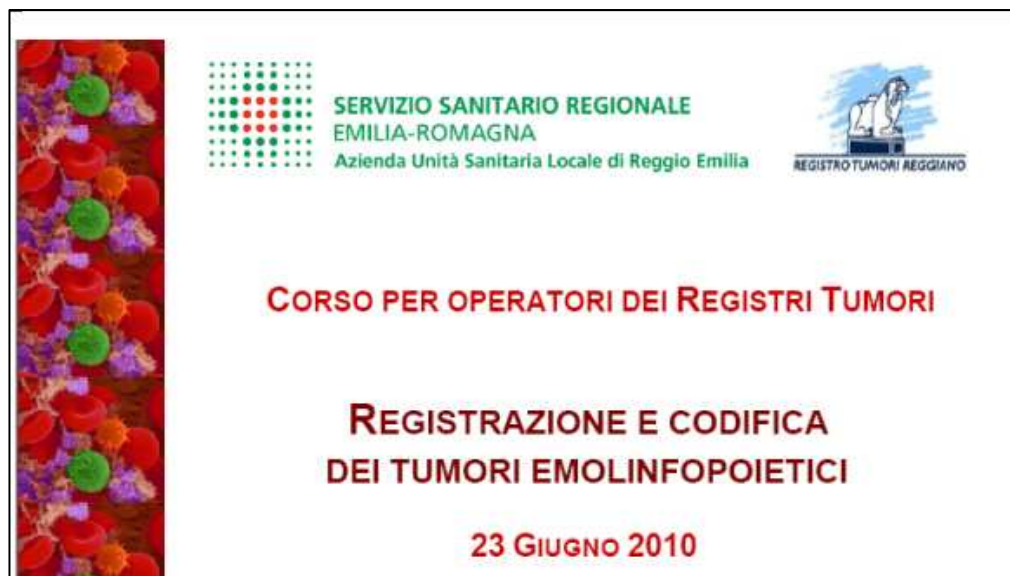 SERVIZIO SANITARIO REGIONALE
EMILIA-ROMAGNA
Azienda Unità Sanitaria Locale di Reggio Emilia
REGISTRO TUMORI REGGIANO
CORSO PER OPERATORI DEI REGISTRI TUMORI
REGISTRAZIONE E CODIFICA
DEI TUMORI EMOLINFOPOIETICI
23 GIUGNO 2010